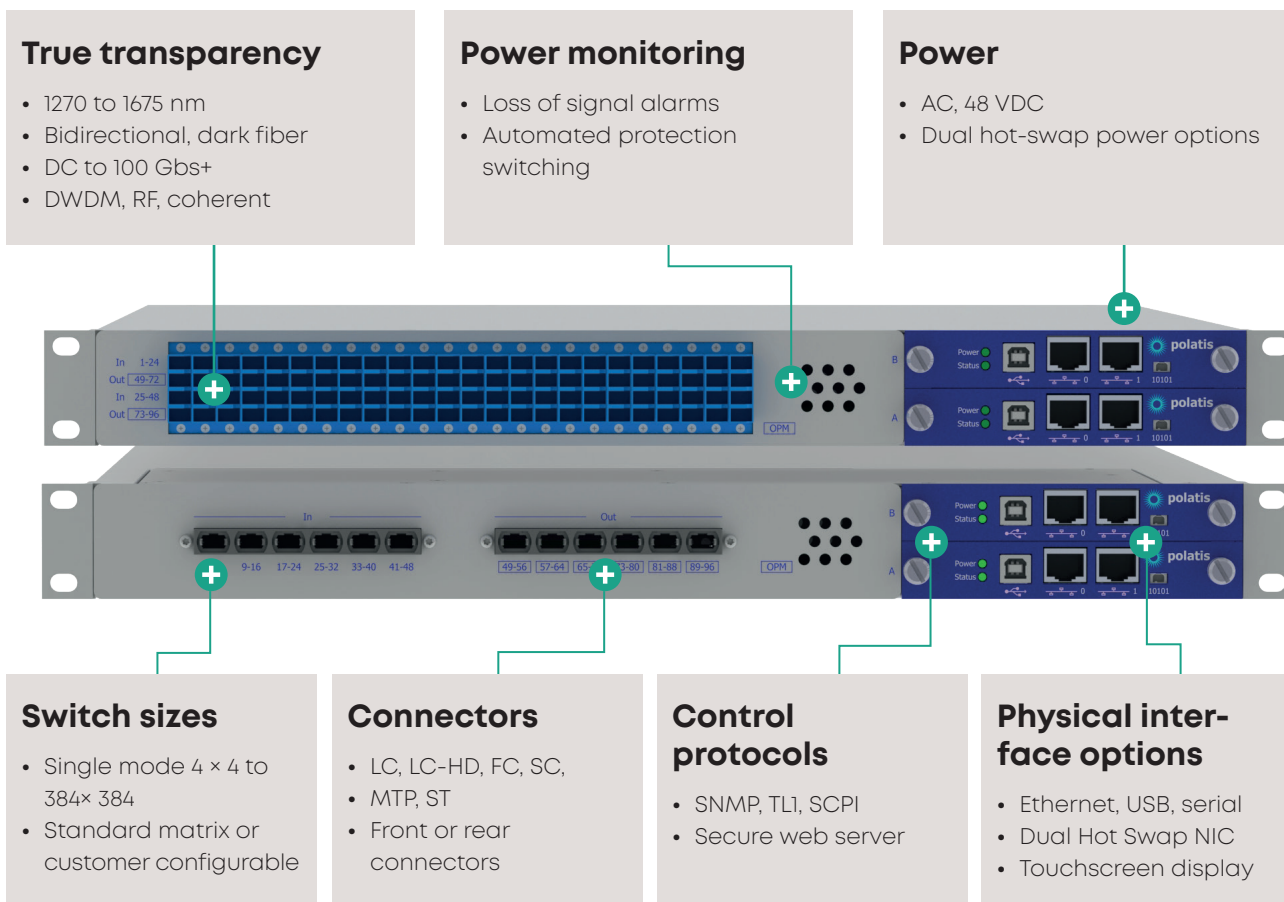 True transparency
• 1270 to 1675 nm
• Bidirectional, dark fiber
• DC to 100 Gbs+
• DWDM, RF, coherent
Power monitoring
• Loss of signal alarms
• Automated protection
switching
Power
• AC, 48 VDC
• Dual hot-swap power options
In 1-24
Out 49-72
In 25-48
Out 73-96
OPM
B
Power
Status
0
1
polatis
10101
A
Power
Status
0
1
polatis
10101
In
Out
9-16
17-24
25-32
33-40
41-48
49-56
57-64
81-88
89-96
OPM
B
Power
Status
0
polatis
A
Power
Status
0
1
polatis
10101
Switch sizes
• Single mode 4 × 4 to
384× 384
• Standard matrix or
customer configurable
Connectors
• LC, LC-HD, FC, SC,
• MTP, ST
• Front or rear
connectors
Control
protocols
• SNMP, TL1, SCPI
• Secure web server
Physical inter-
face options
• Ethernet, USB, serial
• Dual Hot Swap NIC
• Touchscreen display